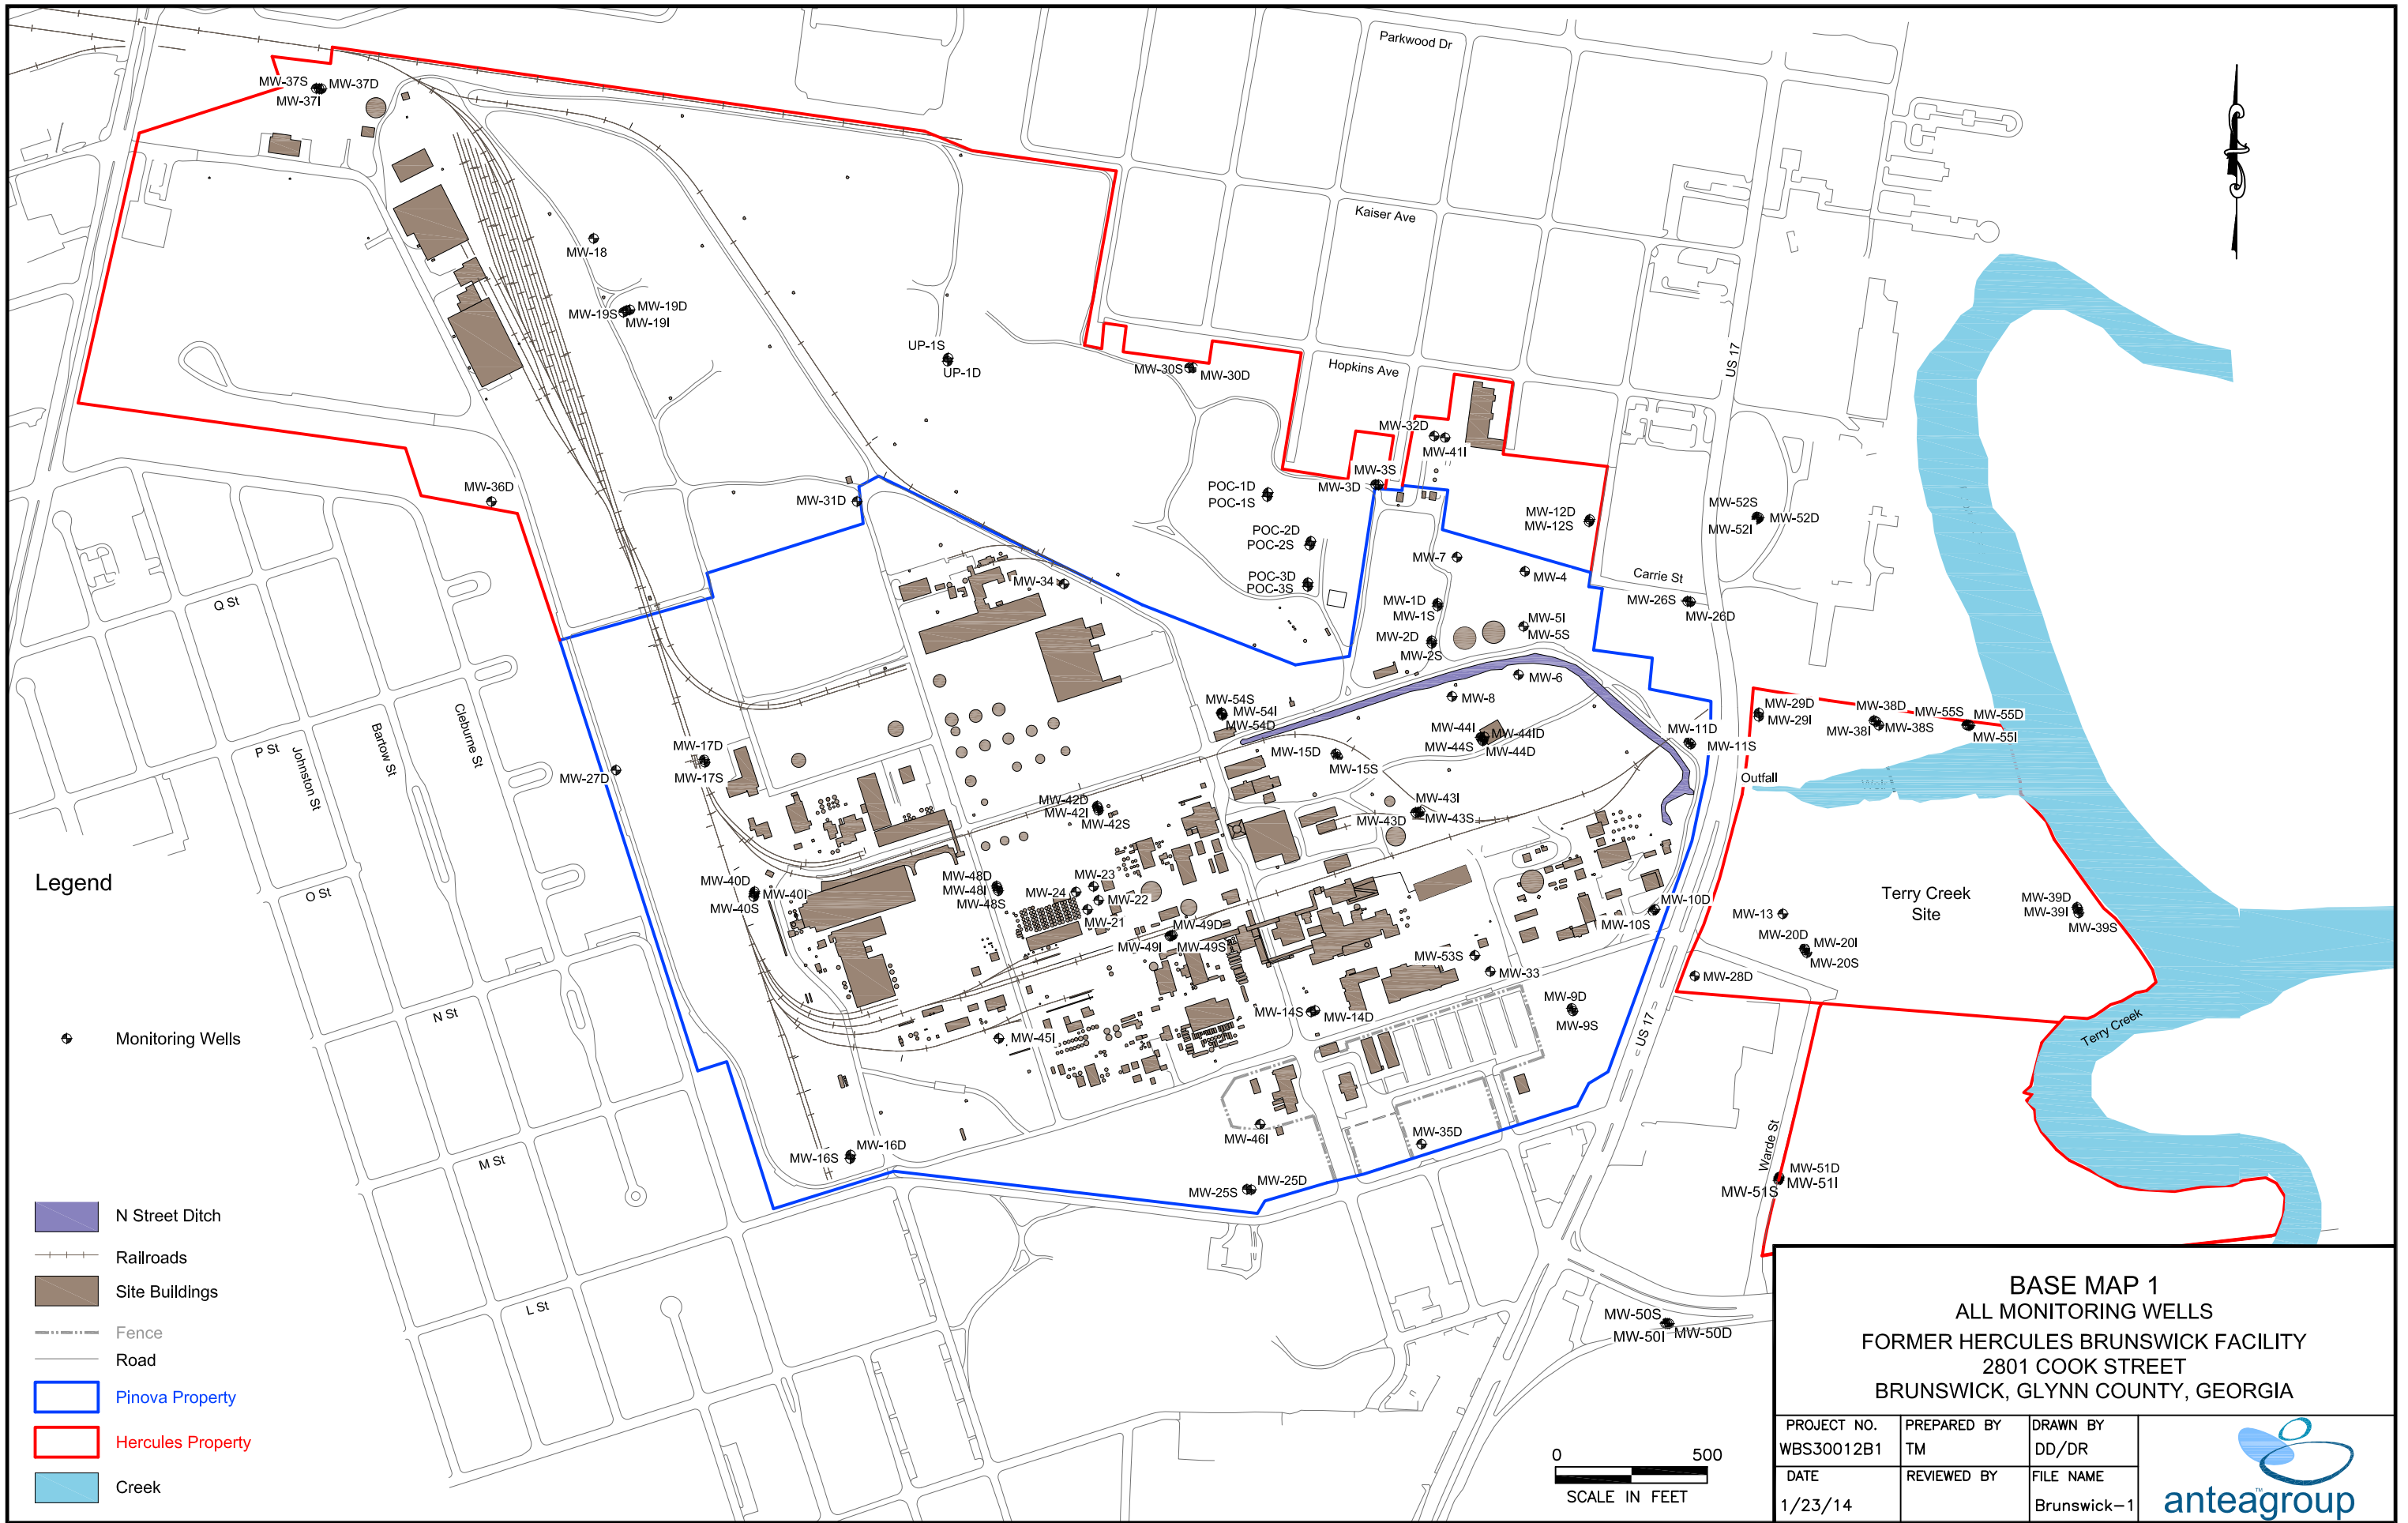 Parkwood Dr
MW-37S
MW-37D
MW-37I
Kaiser Ave
MW-18
MW-19D
MW-19S
MW-19I
US 17
UP-1S
UP-1D
MW-30S
MW-30D
Hopkins Ave
MW-32D
MW-41I
MW-3S
MW-3D
MW-36D
MW-31D
POC-1D
POC-1S
MW-52S
MW-52D
MW-52I
MW-12D
MW-12S
POC-2D
POC-2S
MW-7
MW-4
Carrie St
MW-34
POC-3D
POC-3S
MW-1D
MW-1S
MW-26S
MW-26D
Q St
MW-5I
MW-5S
MW-2D
MW-2S
MW-6
MW-8
MW-54S
MW-54I
MW-54D
MW-29D
MW-29I
MW-38D
MW-38I
MW-38S
MW-55S
MW-55D
MW-55I
MW-44I
MW-44ID
MW-44S
MW-44D
MW-11D
MW-11S
P St
Johnston St
Bartow St
Cleburne St
MW-17D
MW-17S
MW-27D
MW-15D
MW-15S
Outfall
MW-42D
MW-42I
MW-42S
MW-43I
MW-43D
MW-43S
Legend
O St
MW-40D
MW-40I
MW-40S
MW-48D
MW-48I
MW-48S
MW-24
MW-23
MW-22
MW-21
MW-49D
MW-49I
MW-49S
MW-10D
MW-10S
Terry Creek
Site
MW-13
MW-20D
MW-20I
MW-20S
MW-39D
MW-39I
MW-39S
MW-53S
MW-33
MW-28D
N St
MW-9D
MW-9S
MW-14S
MW-14D
US 17
Terry Creek
Monitoring Wells
MW-45I
MW-46I
MW-35D
M St
MW-16D
MW-16S
MW-25S
MW-25D
Warde St
MW-51D
MW-51I
MW-51S
N Street Ditch
Railroads
Site Buildings
L St
Fence
Road
Pinova Property
Hercules Property
Creek
MW-50S
MW-50I
MW-50D
0 500
SCALE IN FEET
BASE MAP 1
ALL MONITORING WELLS
FORMER HERCULES BRUNSWICK FACILITY
2801 COOK STREET
BRUNSWICK, GLYNN COUNTY, GEORGIA
PROJECT NO. PREPARED BY DRAWN BY
WBS30012B1 TM DD/DR
DATE REVIEWED BY FILE NAME
1/23/14 Brunswick-1
anteagroup™